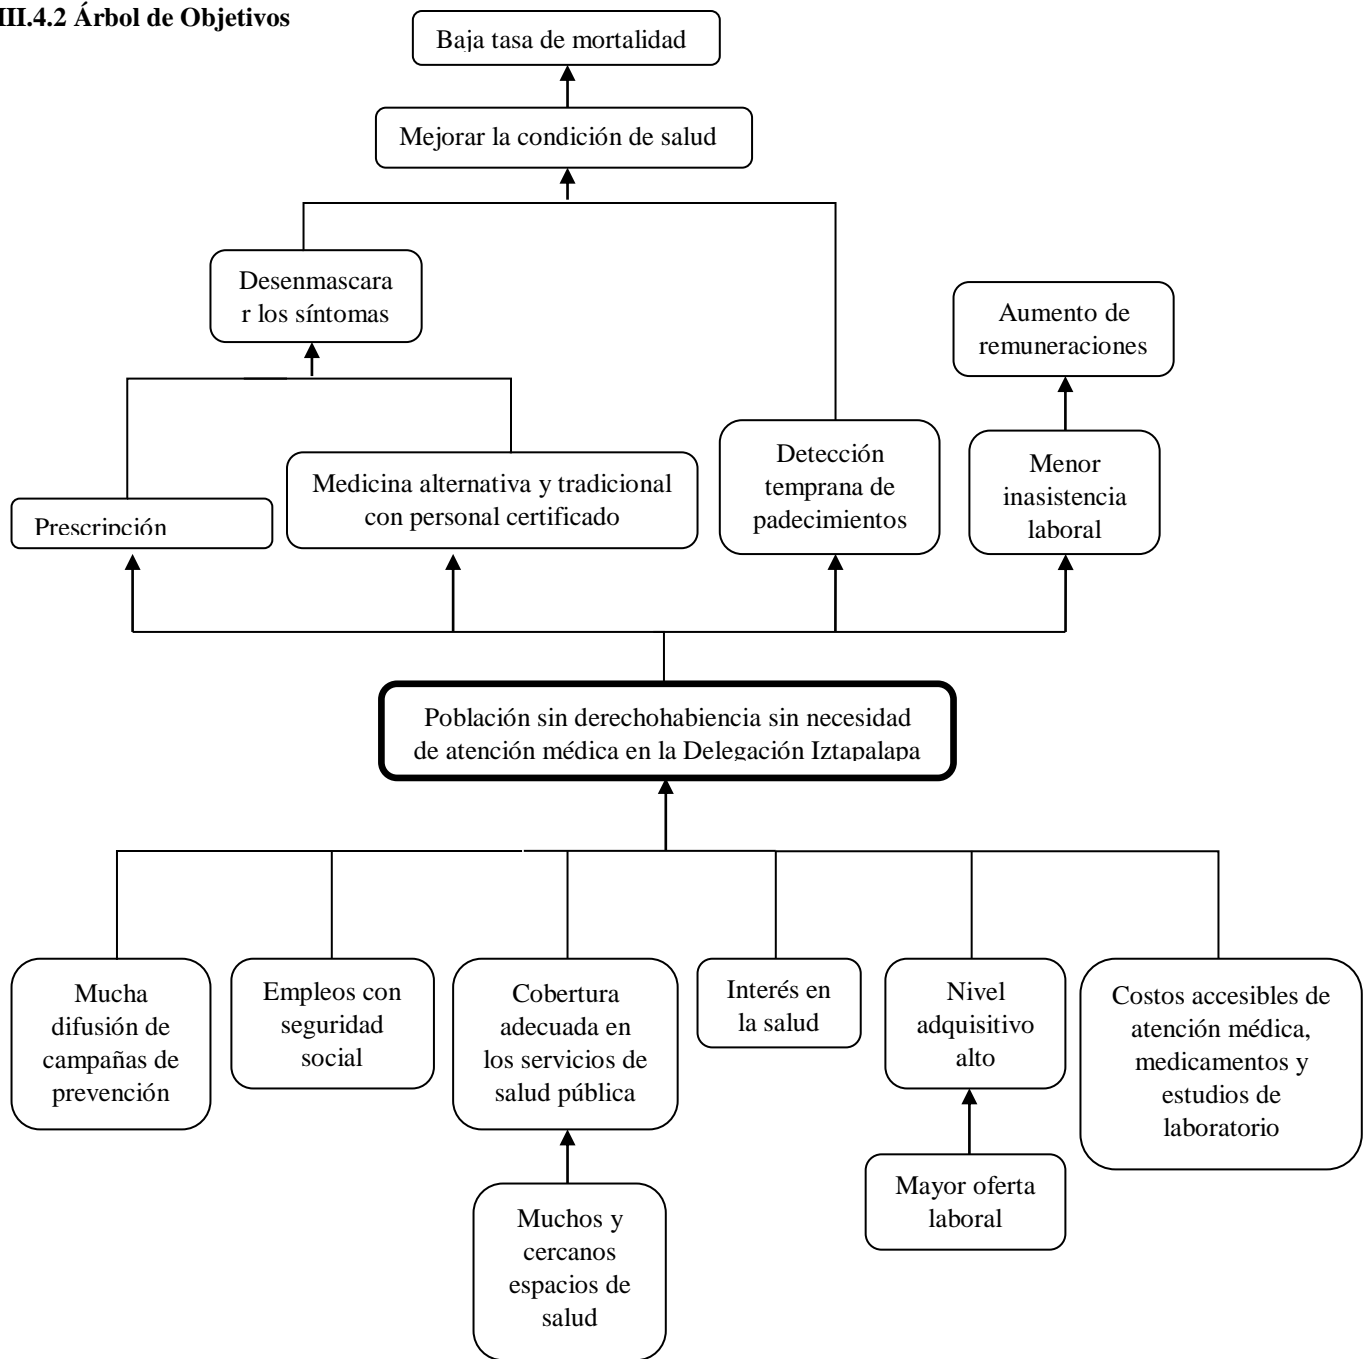 III.4.2 Árbol de Objetivos
Baja tasa de mortalidad
Mejorar la condición de salud
Desenmascara
r los síntomas
Aumento de
remuneraciones
Prescripción
Medicina alternativa y tradicional
con personal certificado
Detección
temprana de
padecimientos
Menor
inasistencia
laboral
Población sin derechohabiencia sin necesidad
de atención médica en la Delegación Iztapalapa
Mucha
difusión de
campañas de
prevención
Empleos con
seguridad
social
Cobertura
adecuada en
los servicios de
salud pública
Interés en
la salud
Nivel
adquisitivo
alto
Costos accesibles de
atención médica,
medicamentos y
estudios de
laboratorio
Muchos y
cercanos
espacios de
salud
Mayor oferta
laboral